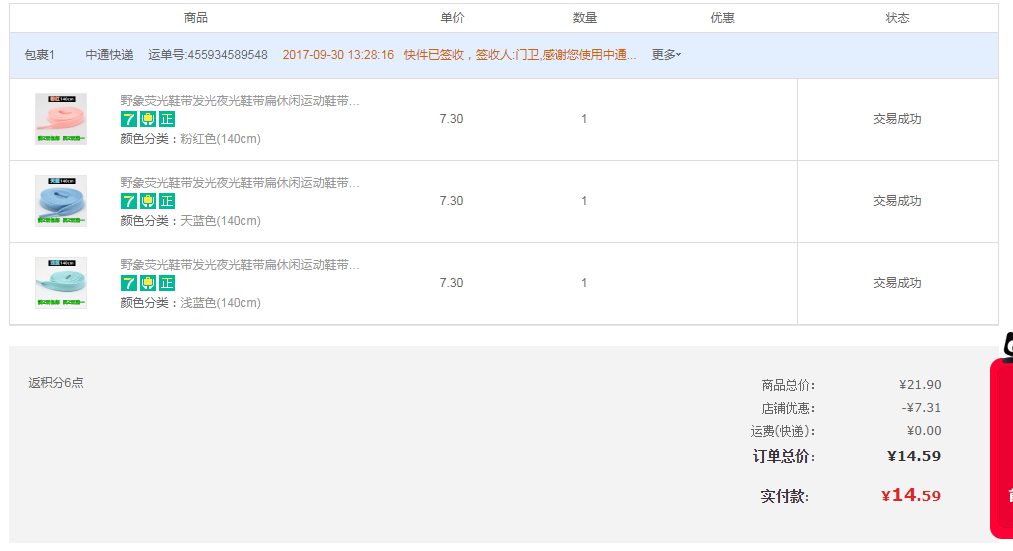 商品 单价 数量 优惠 状态
包裹1 中通快递 运单号:455934589548 2017-09-30 13:28:16 快件已签收，签收人:门卫,感谢您使用中通... 更多
野象荧光鞋带发光夜光鞋带扁休闲运动鞋带...
7 正
7.30 1 交易成功
颜色分类：粉红色(140cm)
野象荧光鞋带发光夜光鞋带扁休闲运动鞋带...
7 正
7.30 1 交易成功
颜色分类：天蓝色(140cm)
野象荧光鞋带发光夜光鞋带扁休闲运动鞋带...
7 正
7.30 1 交易成功
颜色分类：浅蓝色(140cm)
返积分6点
商品总价： ¥21.90
店铺优惠： -¥7.31
运费(快递)： ¥0.00
订单总价： ¥14.59
实付款： ¥14.59